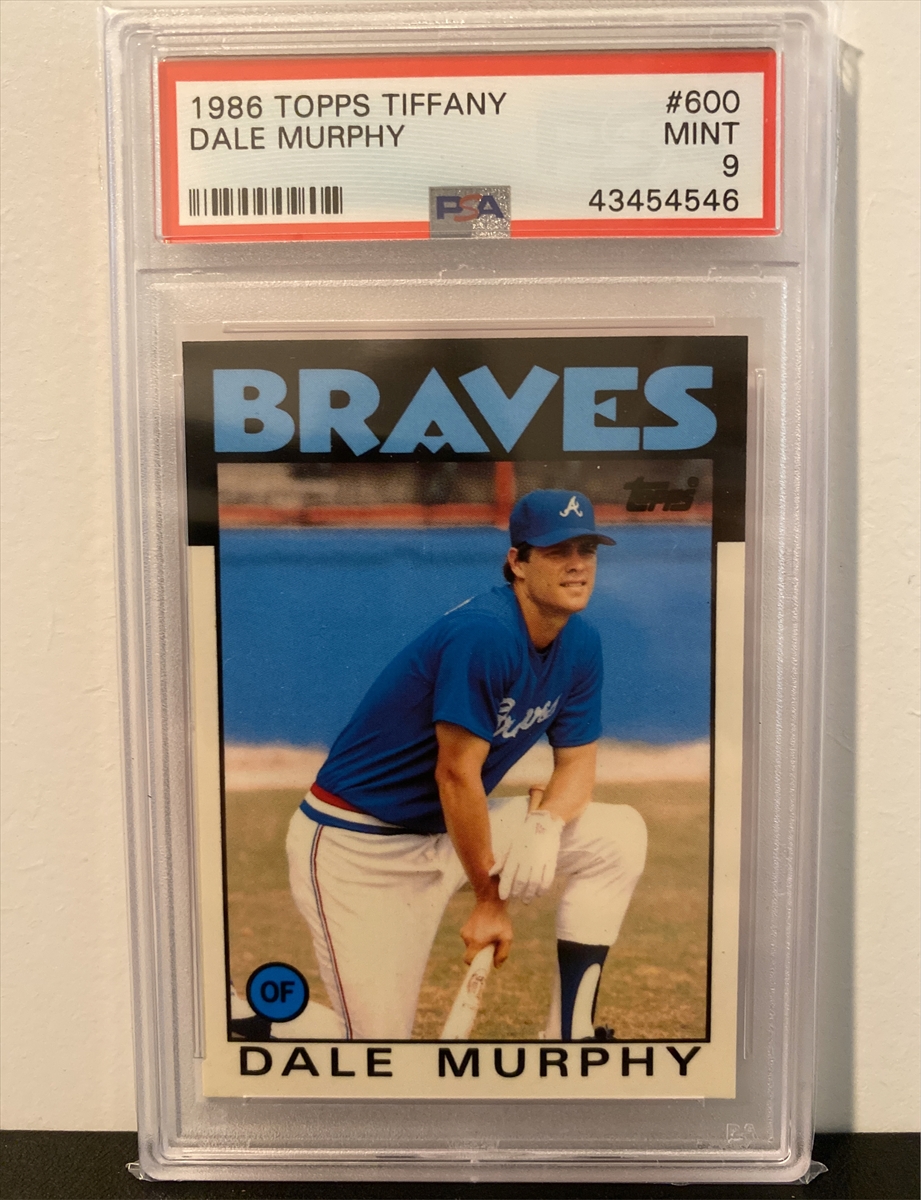 1986 TOPPS TIFFANY #600
DALE MURPHY MINT
9
PSA 43454546
BRAVES
Topps
A
Braves
OF
DALE MURPHY